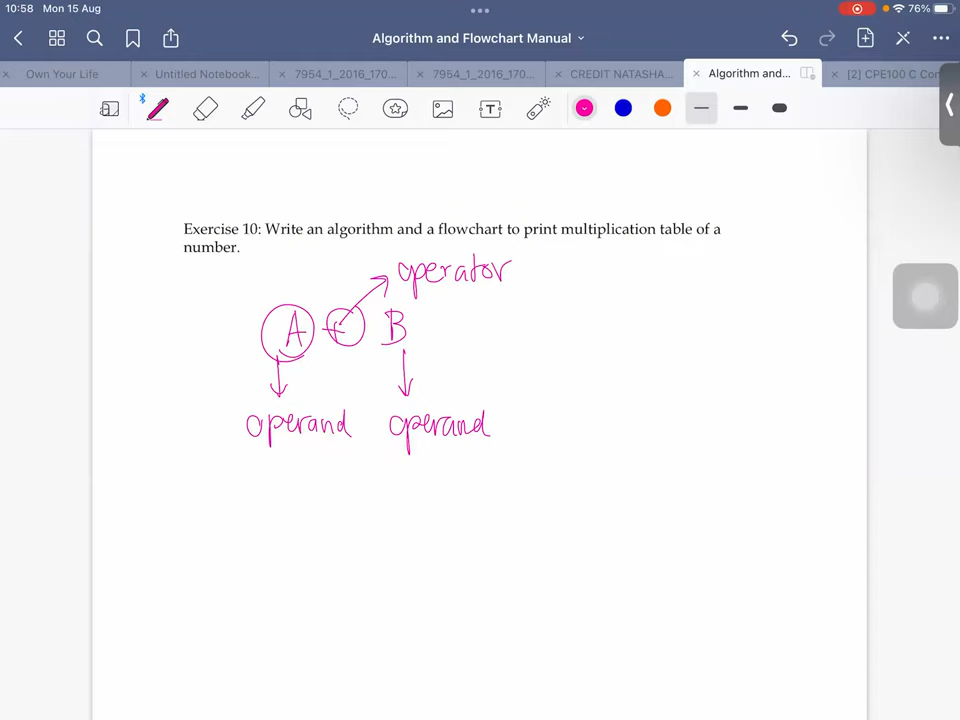 10:58 Mon 15 Aug
76%
Algorithm and Flowchart Manual
Own Your Life
Untitled Notebook...
7954_1_2016_170...
7954_1_2016_170...
CREDIT NATASHA...
Algorithm and...
[2] CPE100 C Con
Exercise 10: Write an algorithm and a flowchart to print multiplication table of a
number.
operator
A + B
operand operand